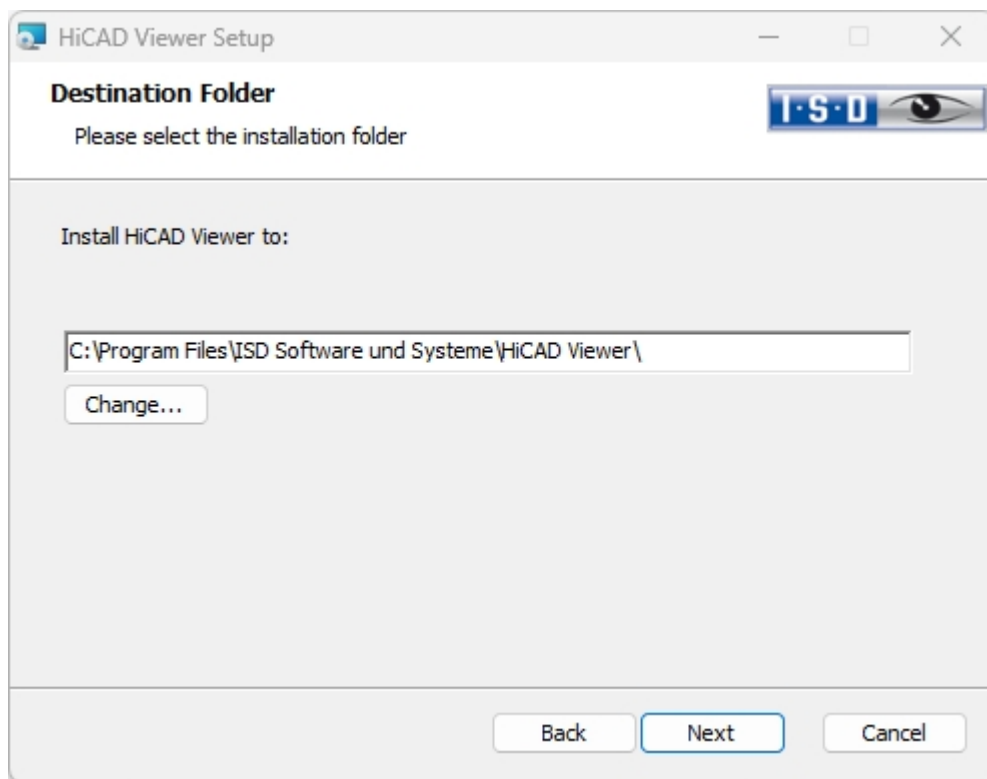 HiCAD Viewer Setup
Destination Folder
I·S·D
Please select the installation folder
Install HiCAD Viewer to:
C:\Program Files\ISD Software und Systeme\HiCAD Viewer\
Change...
Back
Next
Cancel